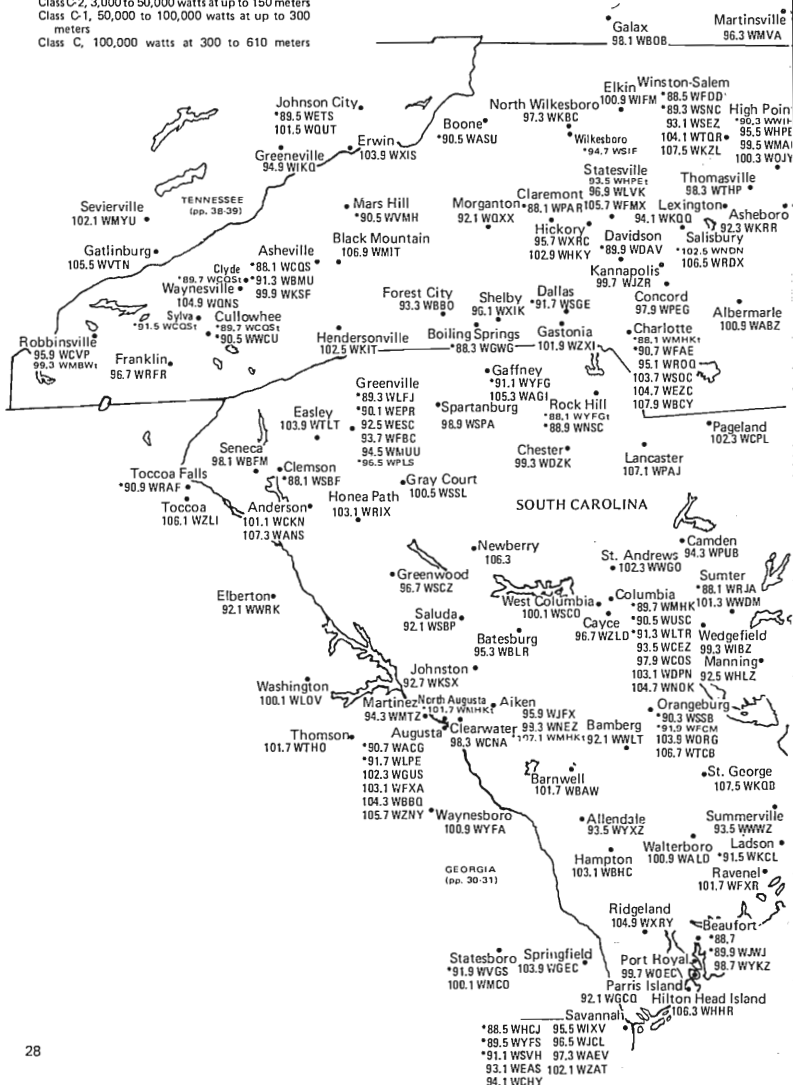 Class C-2, 3,000 to 50,000 watts at up to 150 meters
Class C-1, 50,000 to 100,000 watts at up to 300
meters
Class C, 100,000 watts at 300 to 610 meters
Galax
98.1 WBOB
Martinsville
96.3 WMVA
Johnson City
*89.5 WETS
101.5 WQUT
Erwin
103.9 WXIS
Greeneville
94.9 WIKQ
Boone
*90.5 WASU
North Wilkesboro
97.3 WKBC
Wilkesboro
*94.7 WSIF
Elkin
100.9 WIFM
Winston-Salem
*88.5 WFDD
*89.3 WSNC
93.1 WSEZ
104.1 WTQR
107.5 WKZL
High Poin
*90.3 WWIH
95.5 WHPE
99.5 WMA
100.3 WOJY
Sevierville
102.1 WMYU
TENNESSEE
(pp. 38-39)
Gatlinburg
105.5 WVTN
Mars Hill
*90.5 WVMH
Morganton
92.1 WQXX
Claremont
*88.1 WPAR
Statesville
93.5 WHPEt
96.9 WLVK
105.7 WFMX
Thomasville
98.3 WTHP
Lexington
94.1 WKQQ
Asheboro
92.3 WKRR
Hickory
95.7 WXRC
102.9 WHKY
Davidson
*89.9 WDAV
Salisbury
*102.5 WNDN
106.5 WRDX
Kannapolis
99.7 WJZR
Asheville
*88.1 WCQS
*91.3 WBMU
99.9 WKSF
Black Mountain
106.9 WMIT
Clyde
*89.7 WCQSt
Waynesville
104.9 WQNS
Sylva
*91.5 WCQSt
Cullowhee
*89.7 WCQSt
*90.5 WWCU
Forest City
93.3 WBBO
Shelby
96.1 WXIK
Dallas
*91.7 WSGE
Concord
97.9 WPEG
Albermarle
100.9 WABZ
Robbinsville
95.9 WCVP
99.3 WMBWt
Franklin
96.7 WRFR
Hendersonville
102.5 WKIT
Boiling Springs
*88.3 WGWG
Gastonia
101.9 WZXI
Charlotte
*88.1 WMHKt
*90.7 WFAE
95.1 WROQ
103.7 WSOC
104.7 WEZC
107.9 WBCY
Greenville
*89.3 WLFJ
*90.1 WEPR
92.5 WESC
93.7 WFBC
94.5 WMUU
*96.5 WPLS
Gaffney
*91.1 WYFG
105.3 WAGI
Easley
103.9 WTLT
Spartanburg
98.9 WSPA
Rock Hill
*88.1 WYFGt
*88.9 WNSC
Pageland
102.3 WCPL
Seneca
98.1 WBFM
Clemson
*88.1 WSBF
Chester
99.3 WDZK
Lancaster
107.1 WPAJ
Toccoa Falls
*90.9 WRAF
Toccoa
106.1 WZLI
Anderson
101.1 WCKN
107.3 WANS
Honea Path
103.1 WRIX
Gray Court
100.5 WSSL
SOUTH CAROLINA
Newberry
106.3
Camden
94.3 WPUB
St. Andrews
102.3 WWGO
Greenwood
96.7 WSCZ
Sumter
*88.1 WRJA
101.3 WWDM
Elberton
92.1 WWRK
Saluda
92.1 WSBP
West Columbia
100.1 WSCQ
Cayce
96.7 WZLD
Columbia
*89.7 WMHK
*90.5 WUSC
*91.3 WLTR
93.5 WCEZ
97.9 WCOS
103.1 WDPN
104.7 WNOK
Wedgefield
99.3 WIBZ
Manning
92.5 WHLZ
Batesburg
95.3 WBLR
Johnston
92.7 WKSX
Washington
100.1 WLOV
Martinez
94.3 WMTZ
North Augusta
*101.7 WMHKt
Aiken
95.9 WJFX
99.3 WNEZ
*107.1 WMHKt
Orangeburg
*90.3 WSSB
*91.9 WFCM
103.9 WORG
106.7 WTCB
Thomson
101.7 WTHO
Augusta
*90.7 WACG
*91.7 WLPE
102.3 WGUS
103.1 WFXA
104.3 WBBQ
105.7 WZNY
Clearwater
98.3 WCNA
Bamberg
92.1 WWLT
Barnwell
101.7 WBAW
St. George
107.5 WKQB
Waynesboro
100.9 WYFA
Allendale
93.5 WYXZ
Summerville
93.5 WWWZ
Hampton
103.1 WBHC
Walterboro
100.9 WALD
Ladson
*91.5 WKCL
GEORGIA
(pp. 30-31)
Ravenel
101.7 WFXR
Ridgeland
104.9 WXRY
Beaufort
*88.7
*89.9 WJWJ
98.7 WYKZ
Statesboro
*91.9 WVGS
100.1 WMCD
Springfield
103.9 WGEC
Port Royal
99.7 WOEC
Parris Island
92.1 WGCQ
Hilton Head Island
106.3 WHHR
Savannah
*88.5 WHCJ
*89.5 WYFS
*91.1 WSVH
93.1 WEAS
94.1 WCHY
95.5 WIXV
96.5 WJCL
97.3 WAEV
102.1 WZAT
28